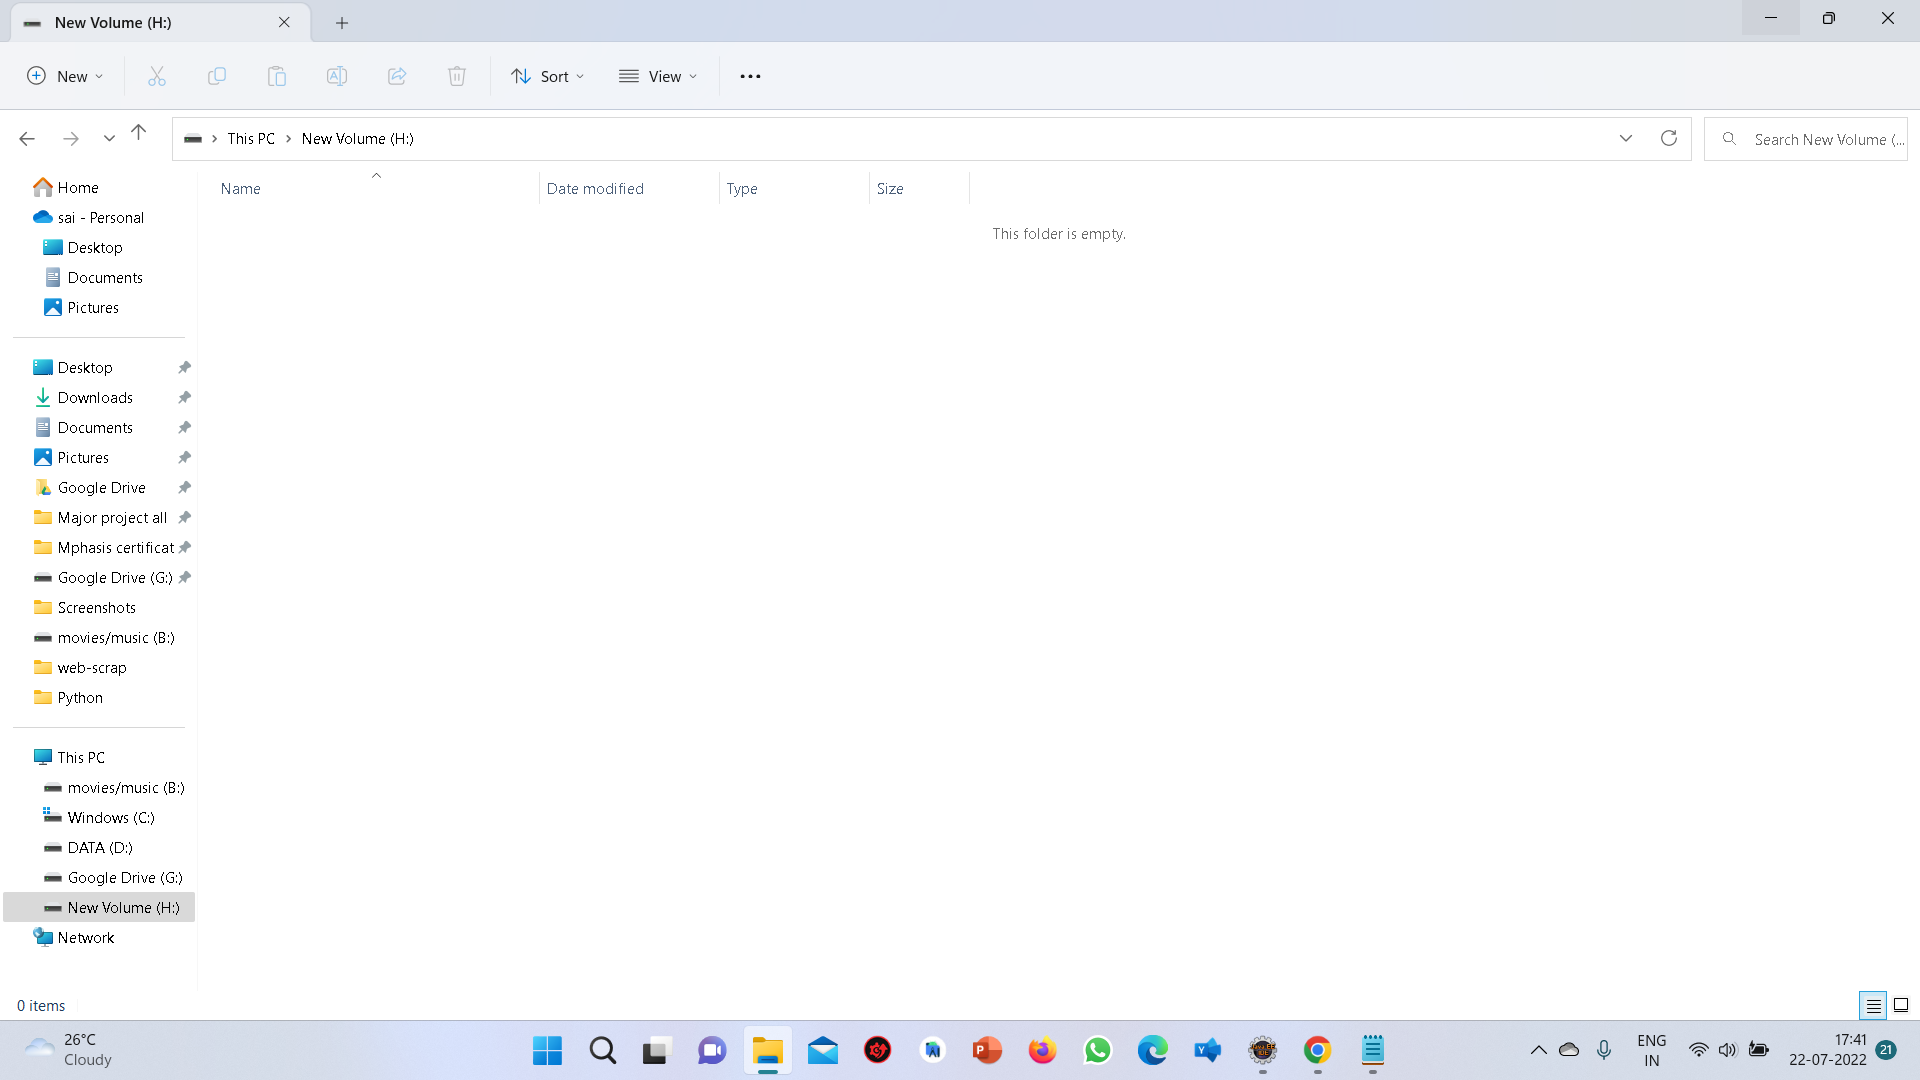 New Volume (H:)
New
Sort
View
This PC
New Volume (H:)
Search New Volume (...
Home
sai - Personal
Desktop
Documents
Pictures
Desktop
Downloads
Documents
Pictures
Google Drive
Major project all
Mphasis certificat
Google Drive (G:)
Screenshots
movies/music (B:)
web-scrap
Python
This PC
movies/music (B:)
Windows (C:)
DATA (D:)
Google Drive (G:)
New Volume (H:)
Network
Name
Date modified
Type
Size
This folder is empty.
0 items
26°C
Cloudy
ENG
IN
17:41
22-07-2022
21